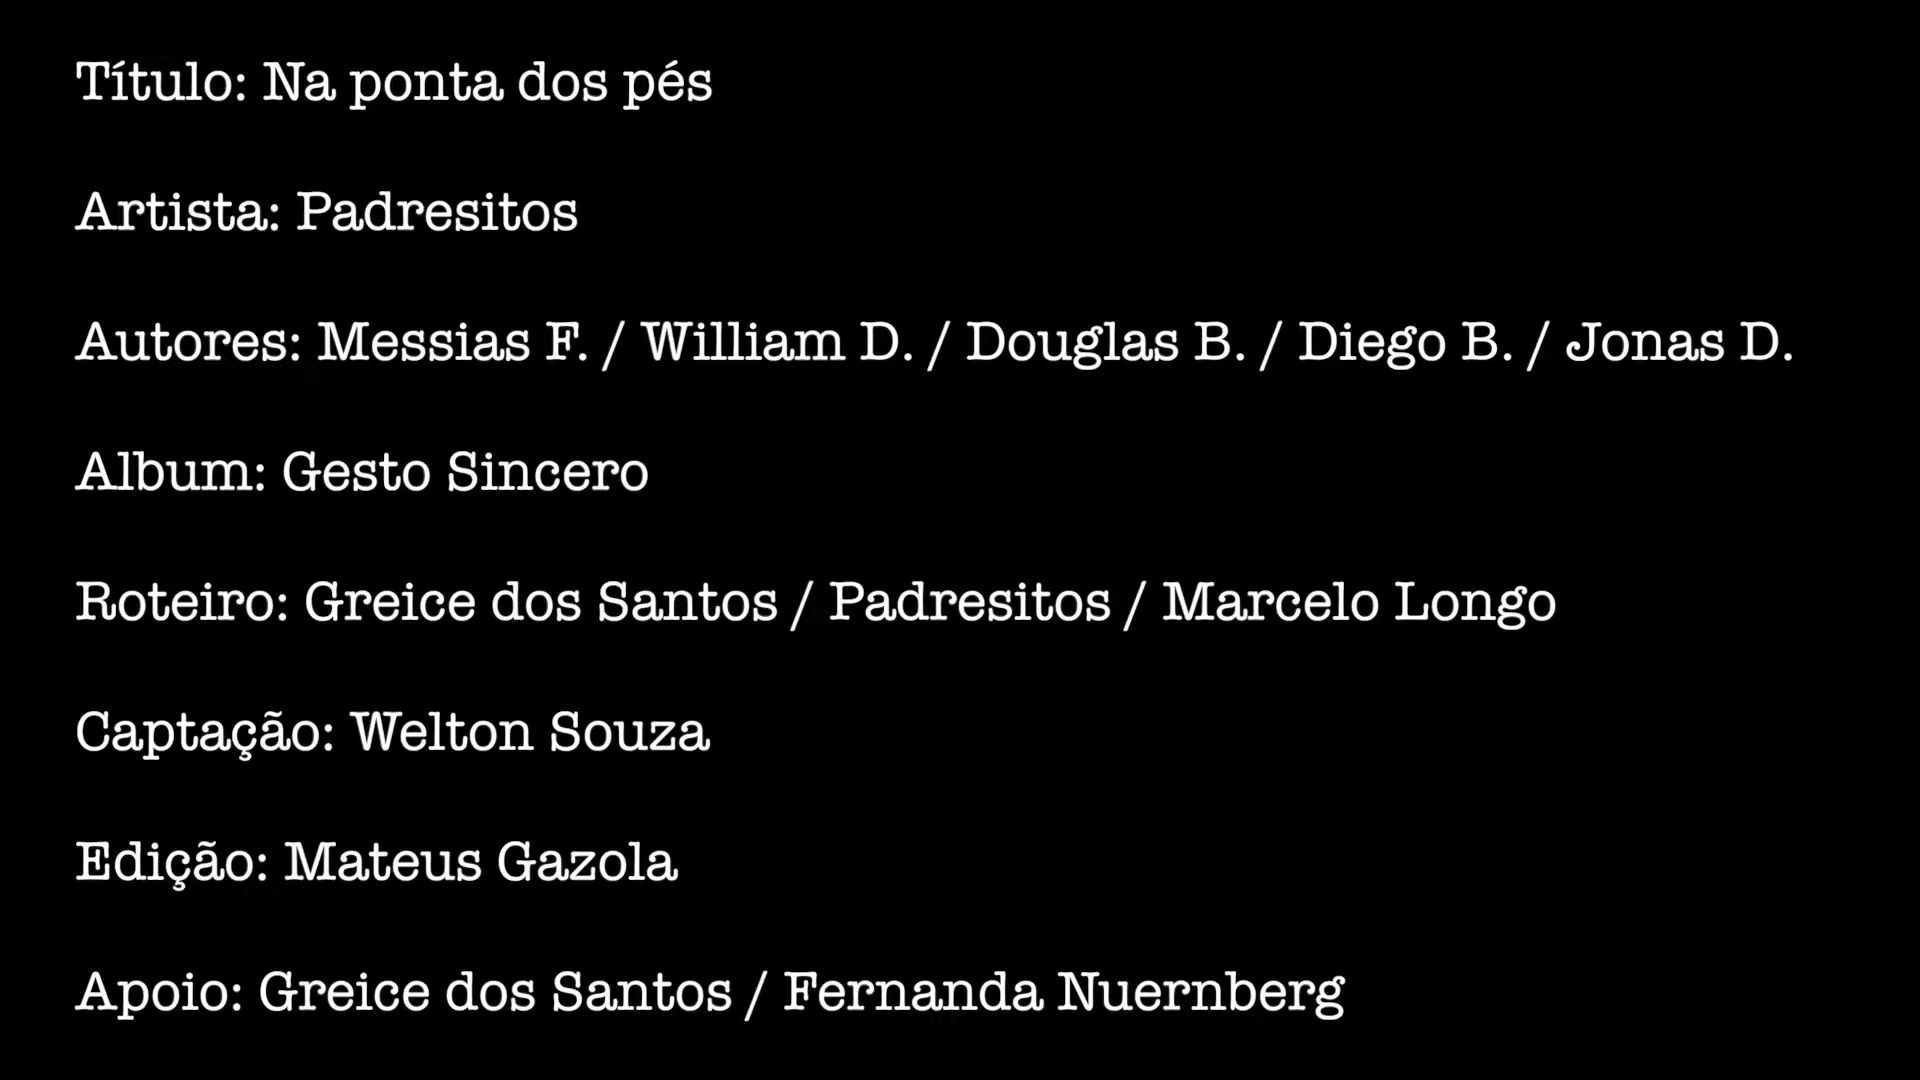 Título: Na ponta dos pés
Artista: Padresitos
Autores: Messias F. / William D. / Douglas B. / Diego B. / Jonas D.
Album: Gesto Sincero
Roteiro: Greice dos Santos / Padresitos / Marcelo Longo
Captação: Welton Souza
Edição: Mateus Gazola
Apoio: Greice dos Santos / Fernanda Nuernberg